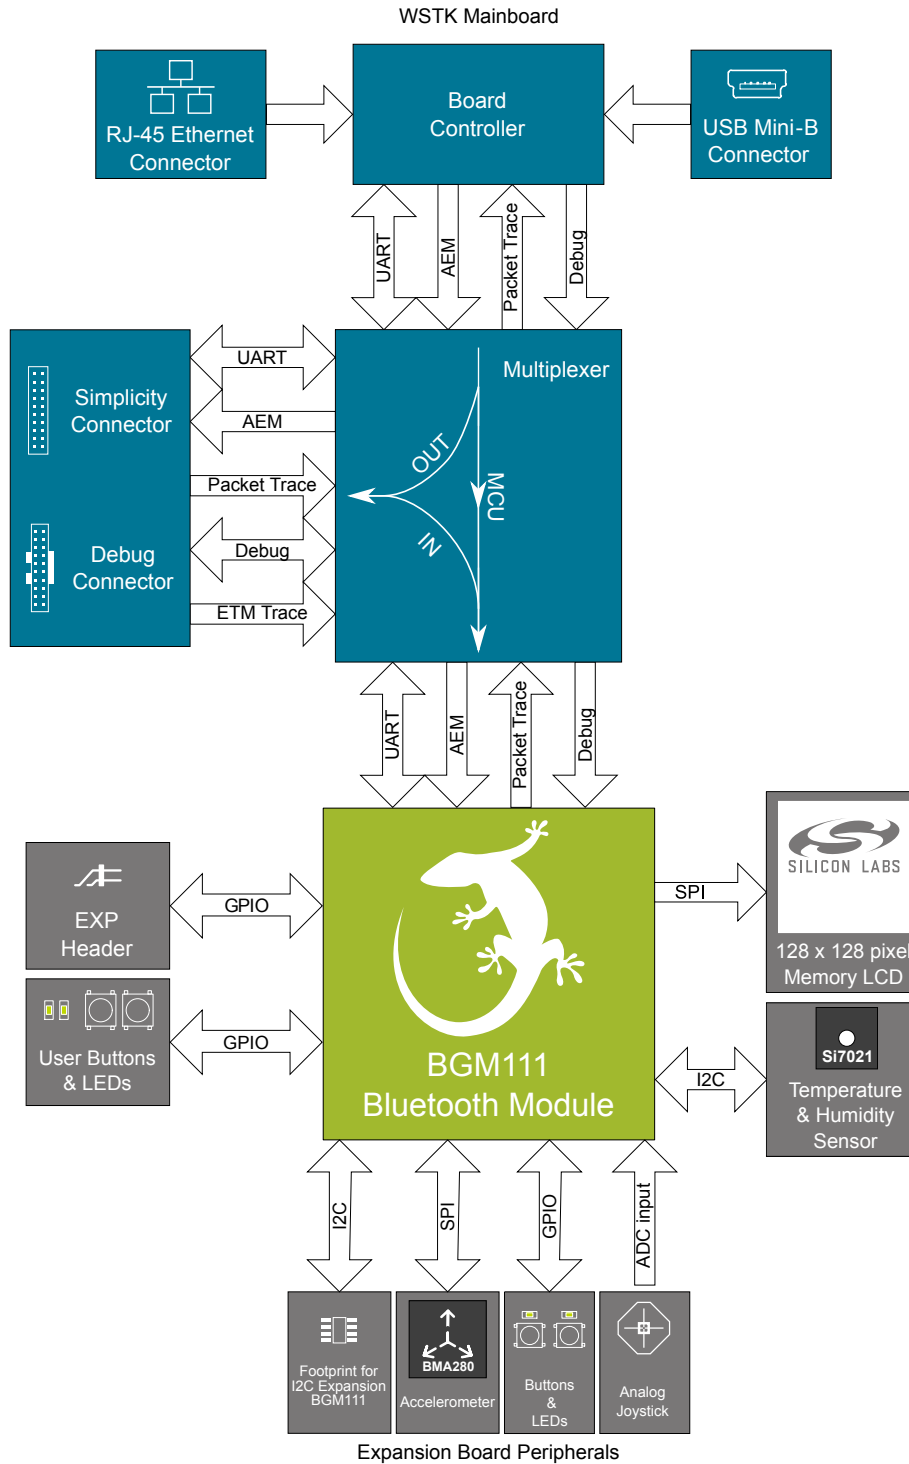 WSTK Mainboard
RJ-45 Ethernet
Connector
Board
Controller
USB Mini-B
Connector
UART
AEM
Packet Trace
Debug
Simplicity
Connector
Debug
Connector
UART
AEM
Packet Trace
Debug
ETM Trace
Multiplexer
OUT
MCU
IN
UART
AEM
Packet Trace
Debug
EXP
Header
GPIO
User Buttons
& LEDs
GPIO
BGM111
Bluetooth Module
SPI
SILICON LABS
128 x 128 pixel
Memory LCD
I2C
Si7021
Temperature
& Humidity
Sensor
I2C
SPI
GPIO
ADC input
Footprint for
I2C Expansion
BGM111
BMA280
Accelerometer
Buttons
&
LEDs
Analog
Joystick
Expansion Board Peripherals